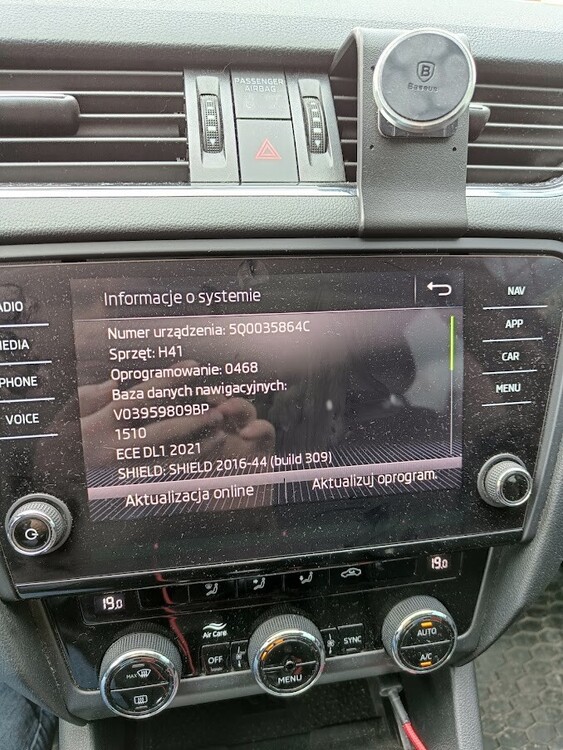 PASSENGER
AIRBAG
Baseus
Informacje o systemie
Numer urządzenia: 5Q0035864C
Sprzęt: H41
Oprogramowanie: 0468
Baza danych nawigacyjnych:
V03959809BP
1510
ECE DL1 2021
SHIELD: SHIELD 2016-44 (build 309)
Aktualizacja online
Aktualizuj oprogram.
ADIO
MEDIA
PHONE
VOICE
NAV
APP
CAR
MENU
19.0
19.0
Air Care
OFF
SYNC
MAX
MENU
AUTO
A/C